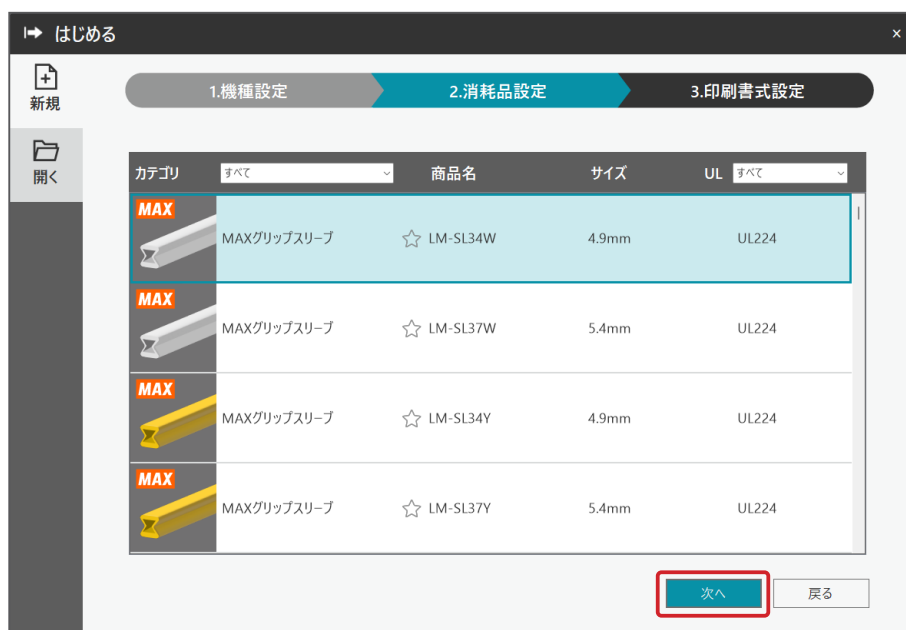 はじめる
×
新規
開く
1.機種設定 2.消耗品設定 3.印刷書式設定
カテゴリ すべて 商品名 サイズ UL すべて
MAX
MAXグリップスリーブ ☆ LM-SL34W 4.9mm UL224
MAX
MAXグリップスリーブ ☆ LM-SL37W 5.4mm UL224
MAX
MAXグリップスリーブ ☆ LM-SL34Y 4.9mm UL224
MAX
MAXグリップスリーブ ☆ LM-SL37Y 5.4mm UL224
次へ 戻る